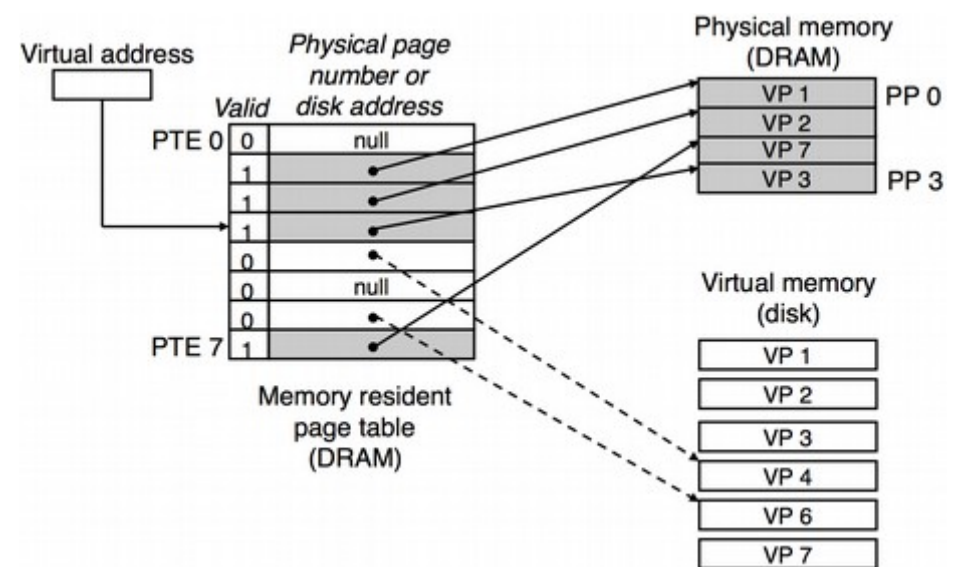 Virtual address
Physical page
number or
disk address
Valid
PTE 0
0
null
1
1
1
0
0
null
0
PTE 7
1
Memory resident
page table
(DRAM)
Physical memory
(DRAM)
VP 1
PP 0
VP 2
VP 7
VP 3
PP 3
Virtual memory
(disk)
VP 1
VP 2
VP 3
VP 4
VP 6
VP 7